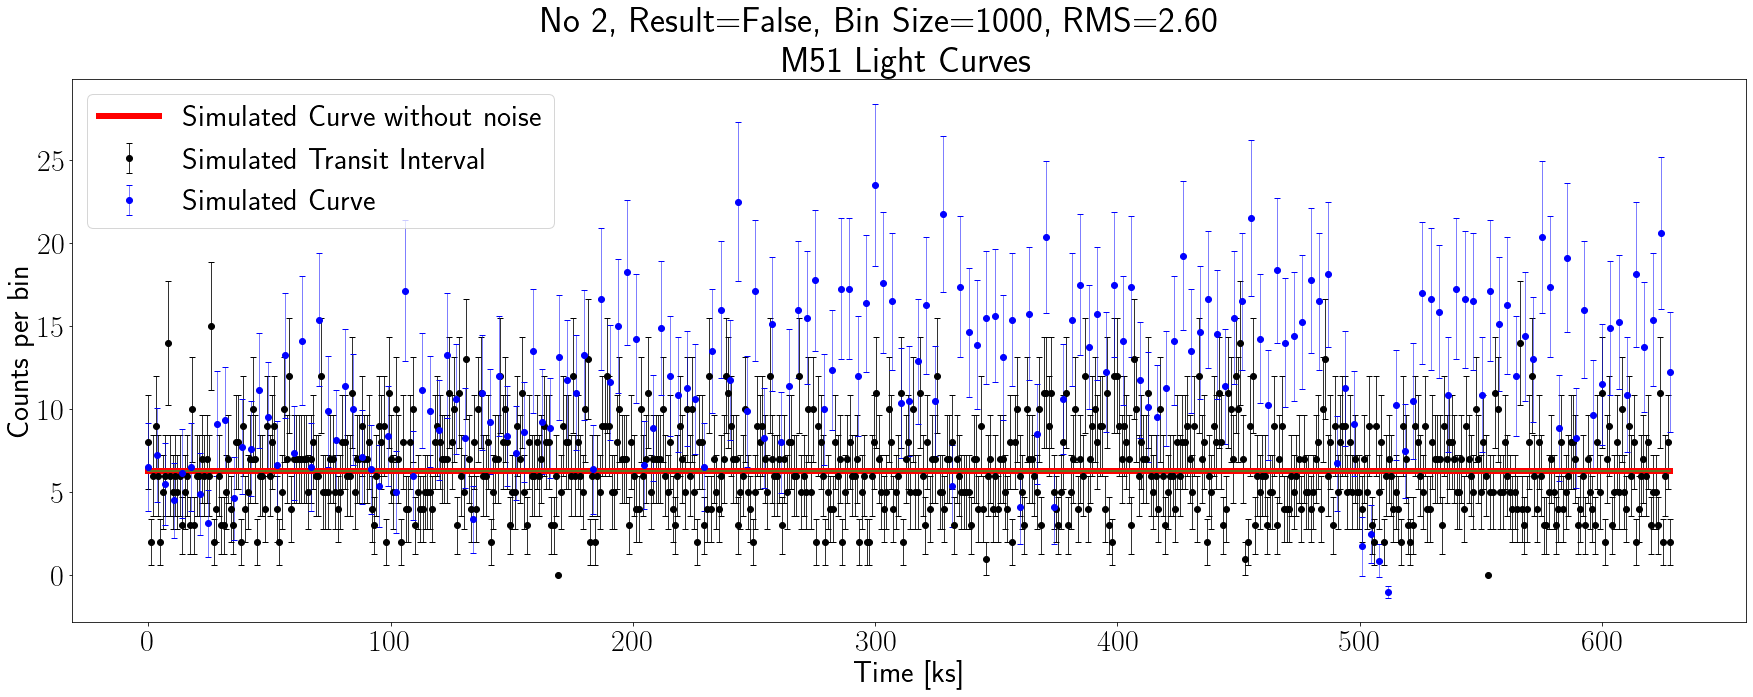 No 2, Result=False, Bin Size=1000, RMS=2.60
M51 Light Curves
Simulated Curve without noise
Simulated Transit Interval
Simulated Curve
Counts per bin
25
20
15
10
5
0
0 100 200 300 400 500 600
Time [ks]